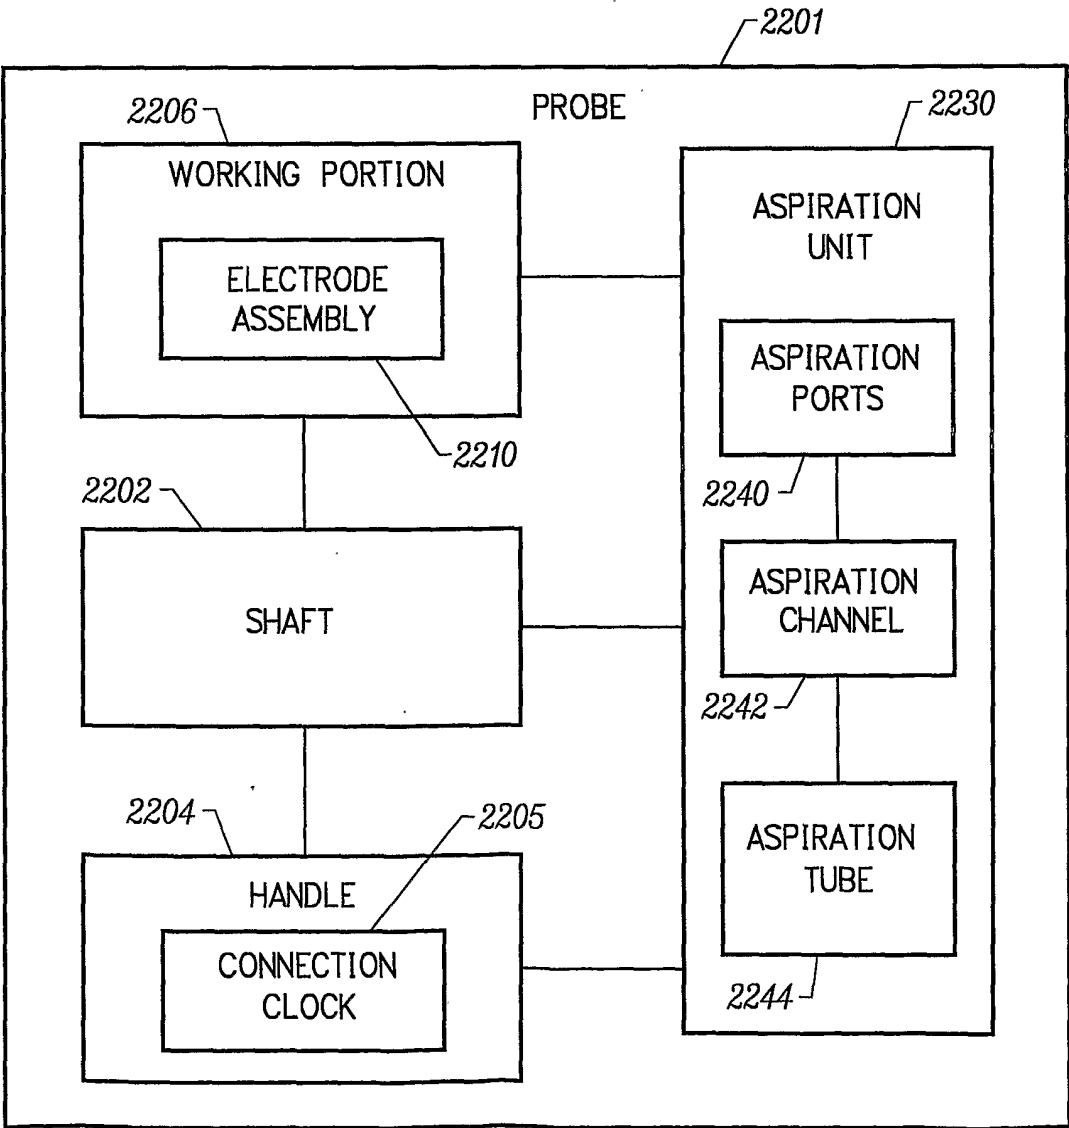 2201
PROBE
2206
WORKING PORTION
ELECTRODE
ASSEMBLY
2210
2202
SHAFT
2204
HANDLE
2205
CONNECTION
CLOCK
2230
ASPIRATION
UNIT
ASPIRATION
PORTS
2240
ASPIRATION
CHANNEL
2242
ASPIRATION
TUBE
2244